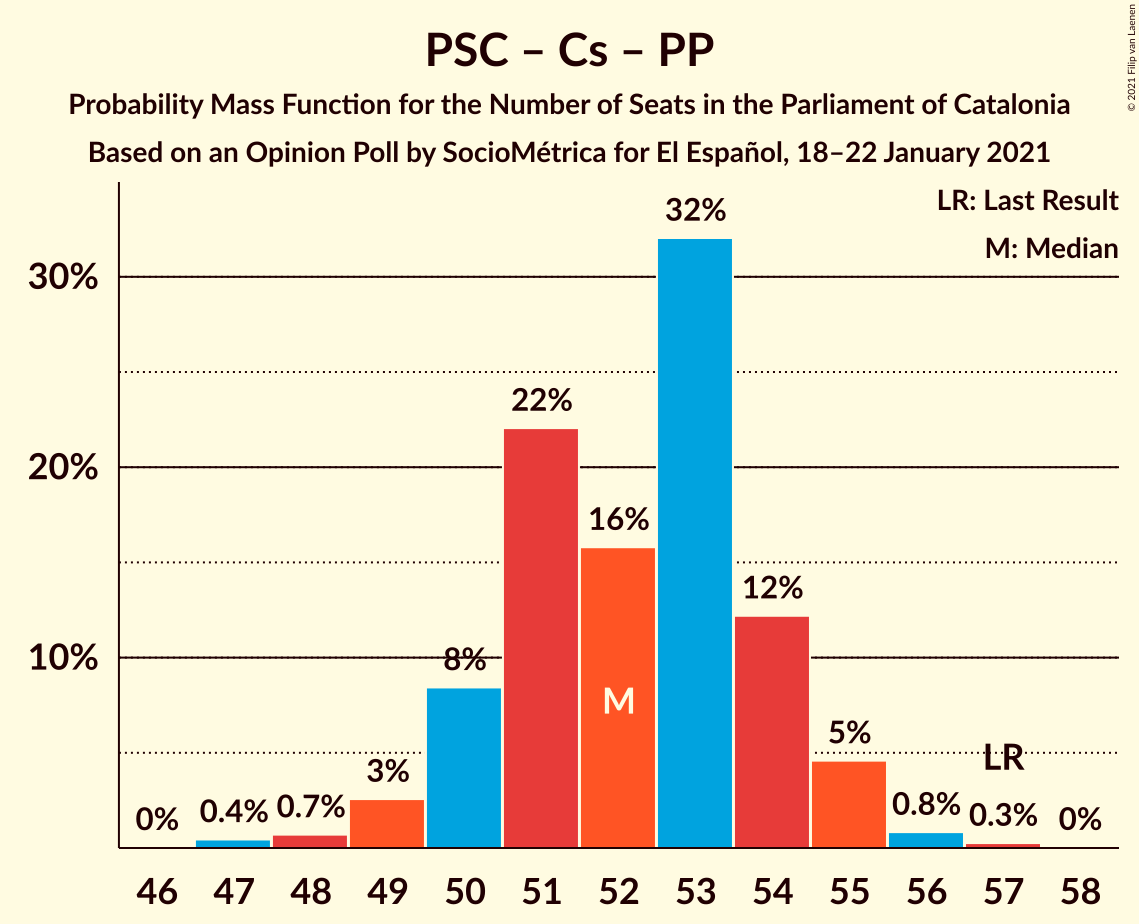 PSC – Cs – PP
Probability Mass Function for the Number of Seats in the Parliament of Catalonia
Based on an Opinion Poll by SocioMétrica for El Español, 18–22 January 2021
© 2021 Filip van Laenen
LR: Last Result
M: Median
30%
20%
10%
0%
0.4%
0.7%
3%
8%
22%
16%
32%
12%
5%
0.8%
0.3%
0%
M
LR
46 47 48 49 50 51 52 53 54 55 56 57 58